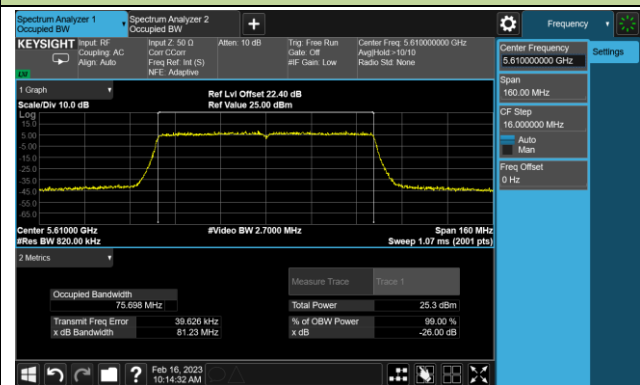 Spectrum Analyzer 1
Occupied BW
Spectrum Analyzer 2
Occupied BW
+
Frequency
KEYSIGHT
Input: RF
Coupling: AC
Align: Auto
Input Z: 50 Ω
Corr CCorr
Freq Ref: Int (S)
NFE: Adaptive
Atten: 10 dB
Trig: Free Run
Gate: Off
#IF Gain: Low
Center Freq: 5.610000000 GHz
Avg|Hold:>10/10
Radio Std: None
Center Frequency
5.610000000 GHz
Settings
Span
160.00 MHz
CF Step
16.000000 MHz
Auto
Man
Freq Offset
0 Hz
1 Graph
Scale/Div 10.0 dB
Ref Lvl Offset 22.40 dB
Ref Value 25.00 dBm
Log
15.0
5.00
-5.00
-15.0
-25.0
-35.0
-45.0
-55.0
-65.0
Center 5.61000 GHz
#Res BW 820.00 kHz
#Video BW 2.7000 MHz
Span 160 MHz
Sweep 1.07 ms (2001 pts)
2 Metrics
Measure Trace
Trace 1
Occupied Bandwidth
75.698 MHz
Total Power
25.3 dBm
Transmit Freq Error
39.626 kHz
% of OBW Power
99.00 %
x dB Bandwidth
81.23 MHz
x dB
-26.00 dB
?
Feb 16, 2023
10:14:32 AM